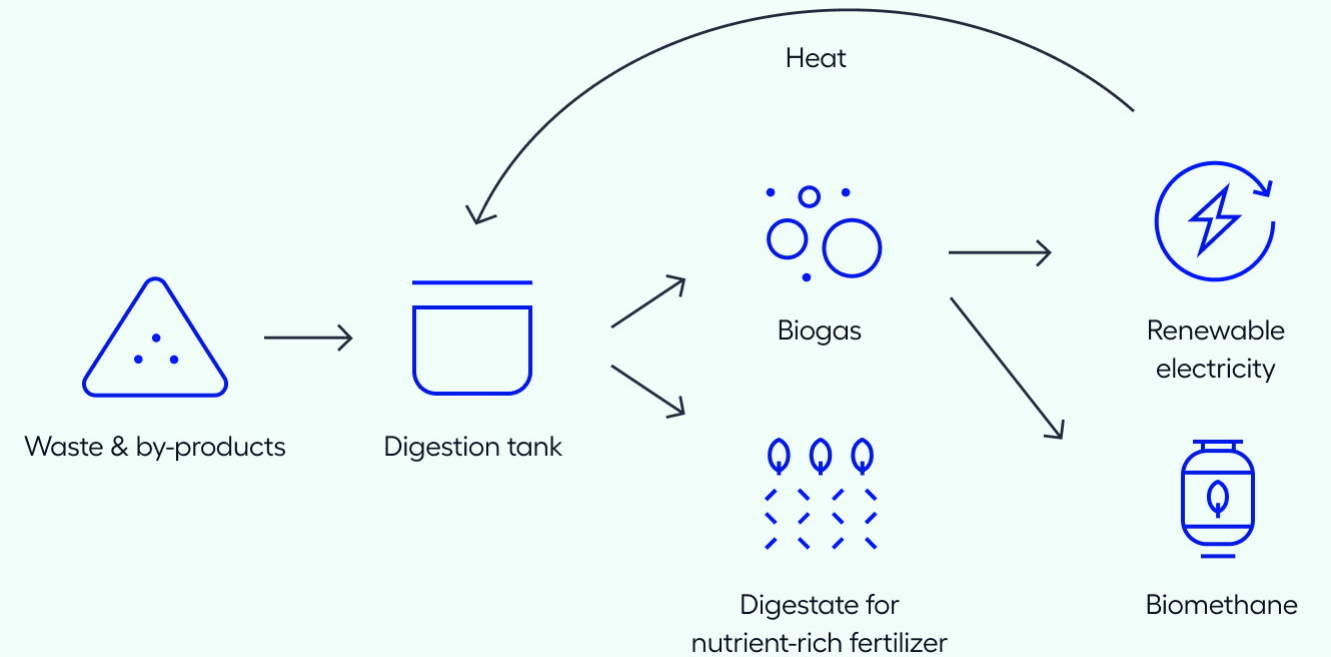 Heat
Biogas
Renewable
electricity
Waste & by-products
Digestion tank
Digestate for
nutrient-rich fertilizer
Biomethane